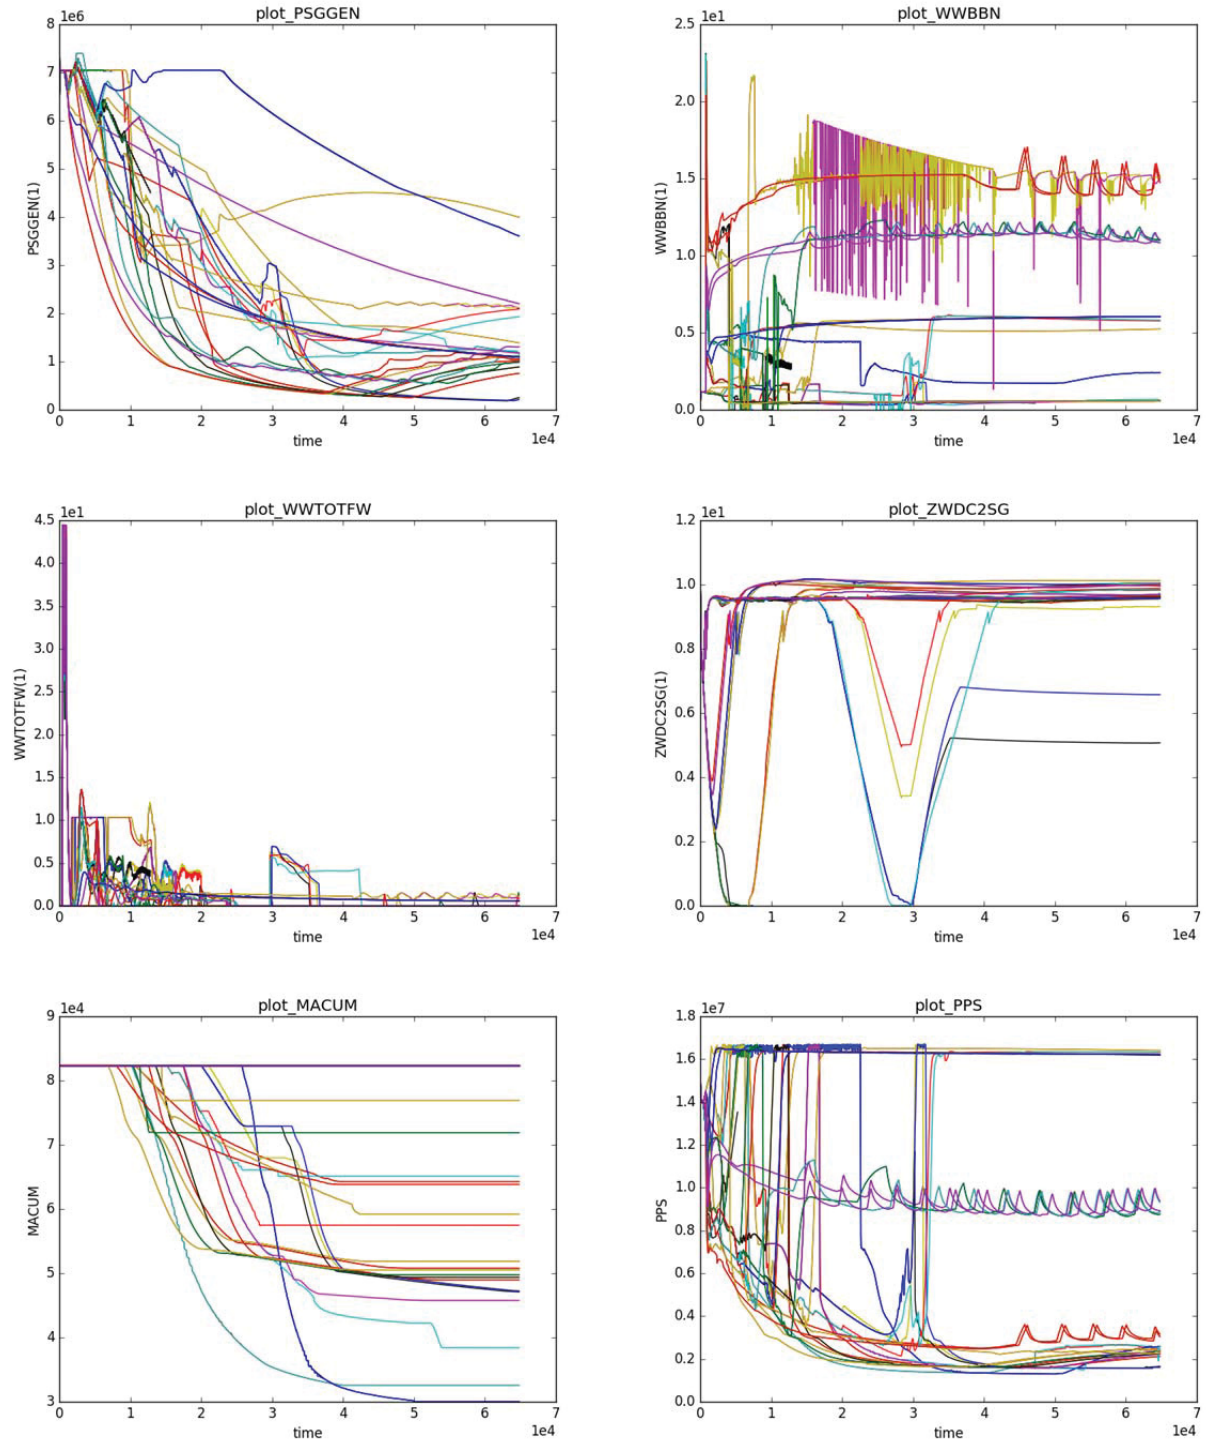 plot_PSGGEN
1e6
8
7
6
5
4
3
2
1
0
PSGGEN(1)
0 1 2 3 4 5 6 7
1e4
time
plot_WWBBN
1e1
2.5
2.0
1.5
1.0
0.5
0.0
WWBBN(1)
0 1 2 3 4 5 6 7
1e4
time
plot_WWTOTFW
1e1
4.5
4.0
3.5
3.0
2.5
2.0
1.5
1.0
0.5
0.0
WWTOTFW(1)
0 1 2 3 4 5 6 7
1e4
time
plot_ZWDC2SG
1e1
1.2
1.0
0.8
0.6
0.4
0.2
0.0
ZWDC2SG(1)
0 1 2 3 4 5 6 7
1e4
time
plot_MACUM
1e4
9
8
7
6
5
4
3
MACUM
0 1 2 3 4 5 6 7
1e4
time
plot_PPS
1e7
1.8
1.6
1.4
1.2
1.0
0.8
0.6
0.4
0.2
0.0
PPS
0 1 2 3 4 5 6 7
1e4
time